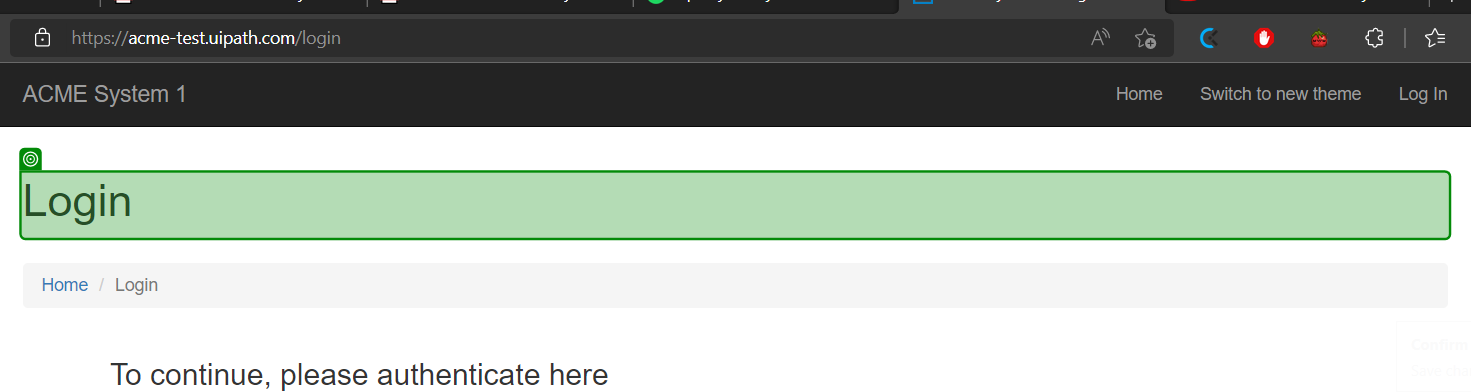 https://acme-test.uipath.com/login
ACME System 1
Home
Switch to new theme
Log In
Login
Home / Login
To continue, please authenticate here